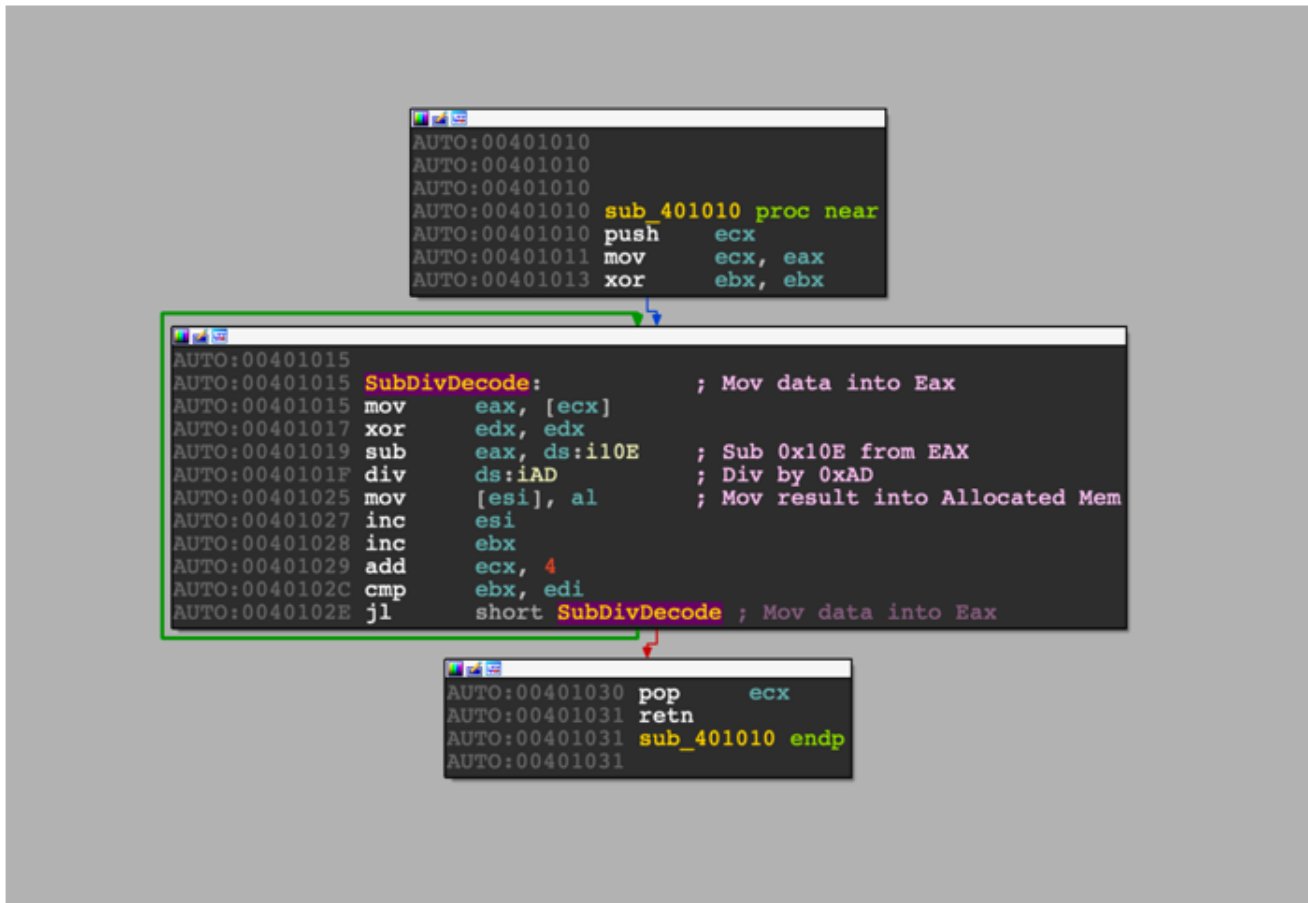 AUTO:00401010
AUTO:00401010
AUTO:00401010
AUTO:00401010 sub_401010 proc near
AUTO:00401010 push ecx
AUTO:00401011 mov ecx, eax
AUTO:00401013 xor ebx, ebx
AUTO:00401015
AUTO:00401015 SubDivDecode: ; Mov data into Eax
AUTO:00401015 mov eax, [ecx]
AUTO:00401017 xor edx, edx
AUTO:00401019 sub eax, ds:i10E ; Sub 0x10E from EAX
AUTO:0040101F div ds:iAD ; Div by 0xAD
AUTO:00401025 mov [esi], al ; Mov result into Allocated Mem
AUTO:00401027 inc esi
AUTO:00401028 inc ebx
AUTO:00401029 add ecx, 4
AUTO:0040102C cmp ebx, edi
AUTO:0040102E jl short SubDivDecode ; Mov data into Eax
AUTO:00401030 pop ecx
AUTO:00401031 retn
AUTO:00401031 sub_401010 endp
AUTO:00401031